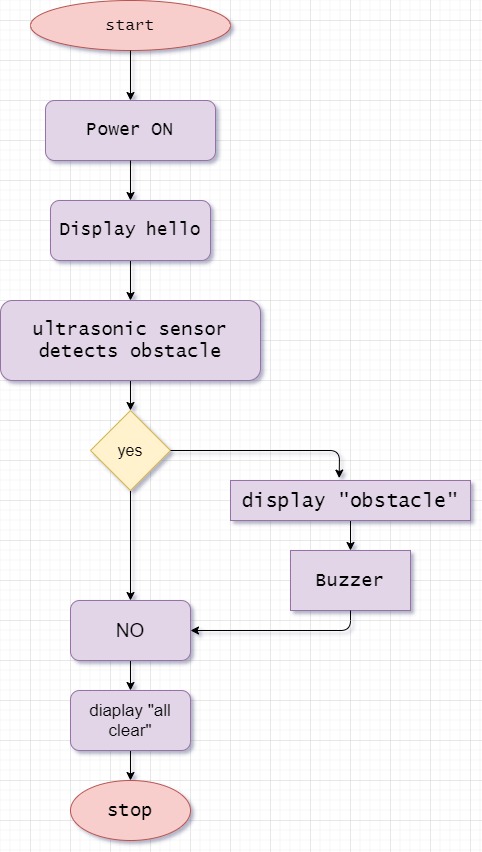 start
Power ON
Display hello
ultrasonic sensor
detects obstacle
yes
display "obstacle"
Buzzer
NO
diaplay "all
clear"
stop